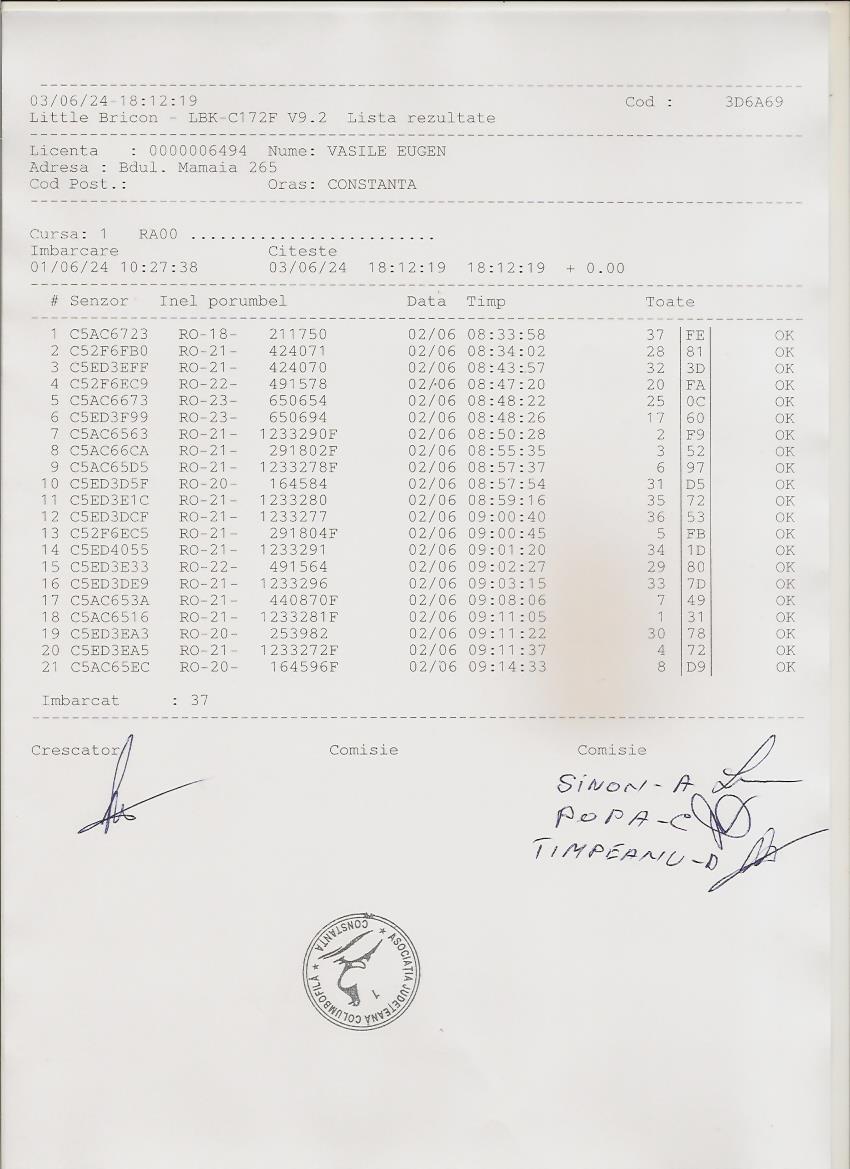 03/06/24-18:12:19 Cod : 3D6A69
Little Bricon - LBK-C172F V9.2 Lista rezultate
Licenta : 0000006494 Nume: VASILE EUGEN
Adresa : Bdul. Mamaia 265
Cod Post.: Oras: CONSTANTA
Cursa: 1 RA00 .........................
Imbarcare Citeste
01/06/24 10:27:38 03/06/24 18:12:19 18:12:19 + 0.00
# Senzor Inel porumbel Data Timp Toate
1 C5AC6723 RO-18- 211750 02/06 08:33:58 37 FE OK
2 C52F6FB0 RO-21- 424071 02/06 08:34:02 28 81 OK
3 C5ED3EFF RO-21- 424070 02/06 08:43:57 32 3D OK
4 C52F6EC9 RO-22- 491578 02/06 08:47:20 20 FA OK
5 C5AC6673 RO-23- 650654 02/06 08:48:22 25 0C OK
6 C5ED3F99 RO-23- 650694 02/06 08:48:26 17 60 OK
7 C5AC6563 RO-21- 1233290F 02/06 08:50:28 2 F9 OK
8 C5AC66CA RO-21- 291802F 02/06 08:55:35 3 52 OK
9 C5AC65D5 RO-21- 1233278F 02/06 08:57:37 6 97 OK
10 C5ED3D5F RO-20- 164584 02/06 08:57:54 31 D5 OK
11 C5ED3E1C RO-21- 1233280 02/06 08:59:16 35 72 OK
12 C5ED3DCF RO-21- 1233277 02/06 09:00:40 36 53 OK
13 C52F6EC5 RO-21- 291804F 02/06 09:00:45 5 FB OK
14 C5ED4055 RO-21- 1233291 02/06 09:01:20 34 1D OK
15 C5ED3E33 RO-22- 491564 02/06 09:02:27 29 80 OK
16 C5ED3DE9 RO-21- 1233296 02/06 09:03:15 33 7D OK
17 C5AC653A RO-21- 440870F 02/06 09:08:06 7 49 OK
18 C5AC6516 RO-21- 1233281F 02/06 09:11:05 1 31 OK
19 C5ED3EA3 RO-20- 253982 02/06 09:11:22 30 78 OK
20 C5ED3EA5 RO-21- 1233272F 02/06 09:11:37 4 72 OK
21 C5AC65EC RO-20- 164596F 02/06 09:14:33 8 D9 OK
Imbarcat : 37
Crescator Comisie Comisie
SiNON-A
POPA-C
TIMPEANU-D
ASOCIATIA JUDEȚEANĂ COLUMBOFILĂ ★ CONSTANȚA ★
1